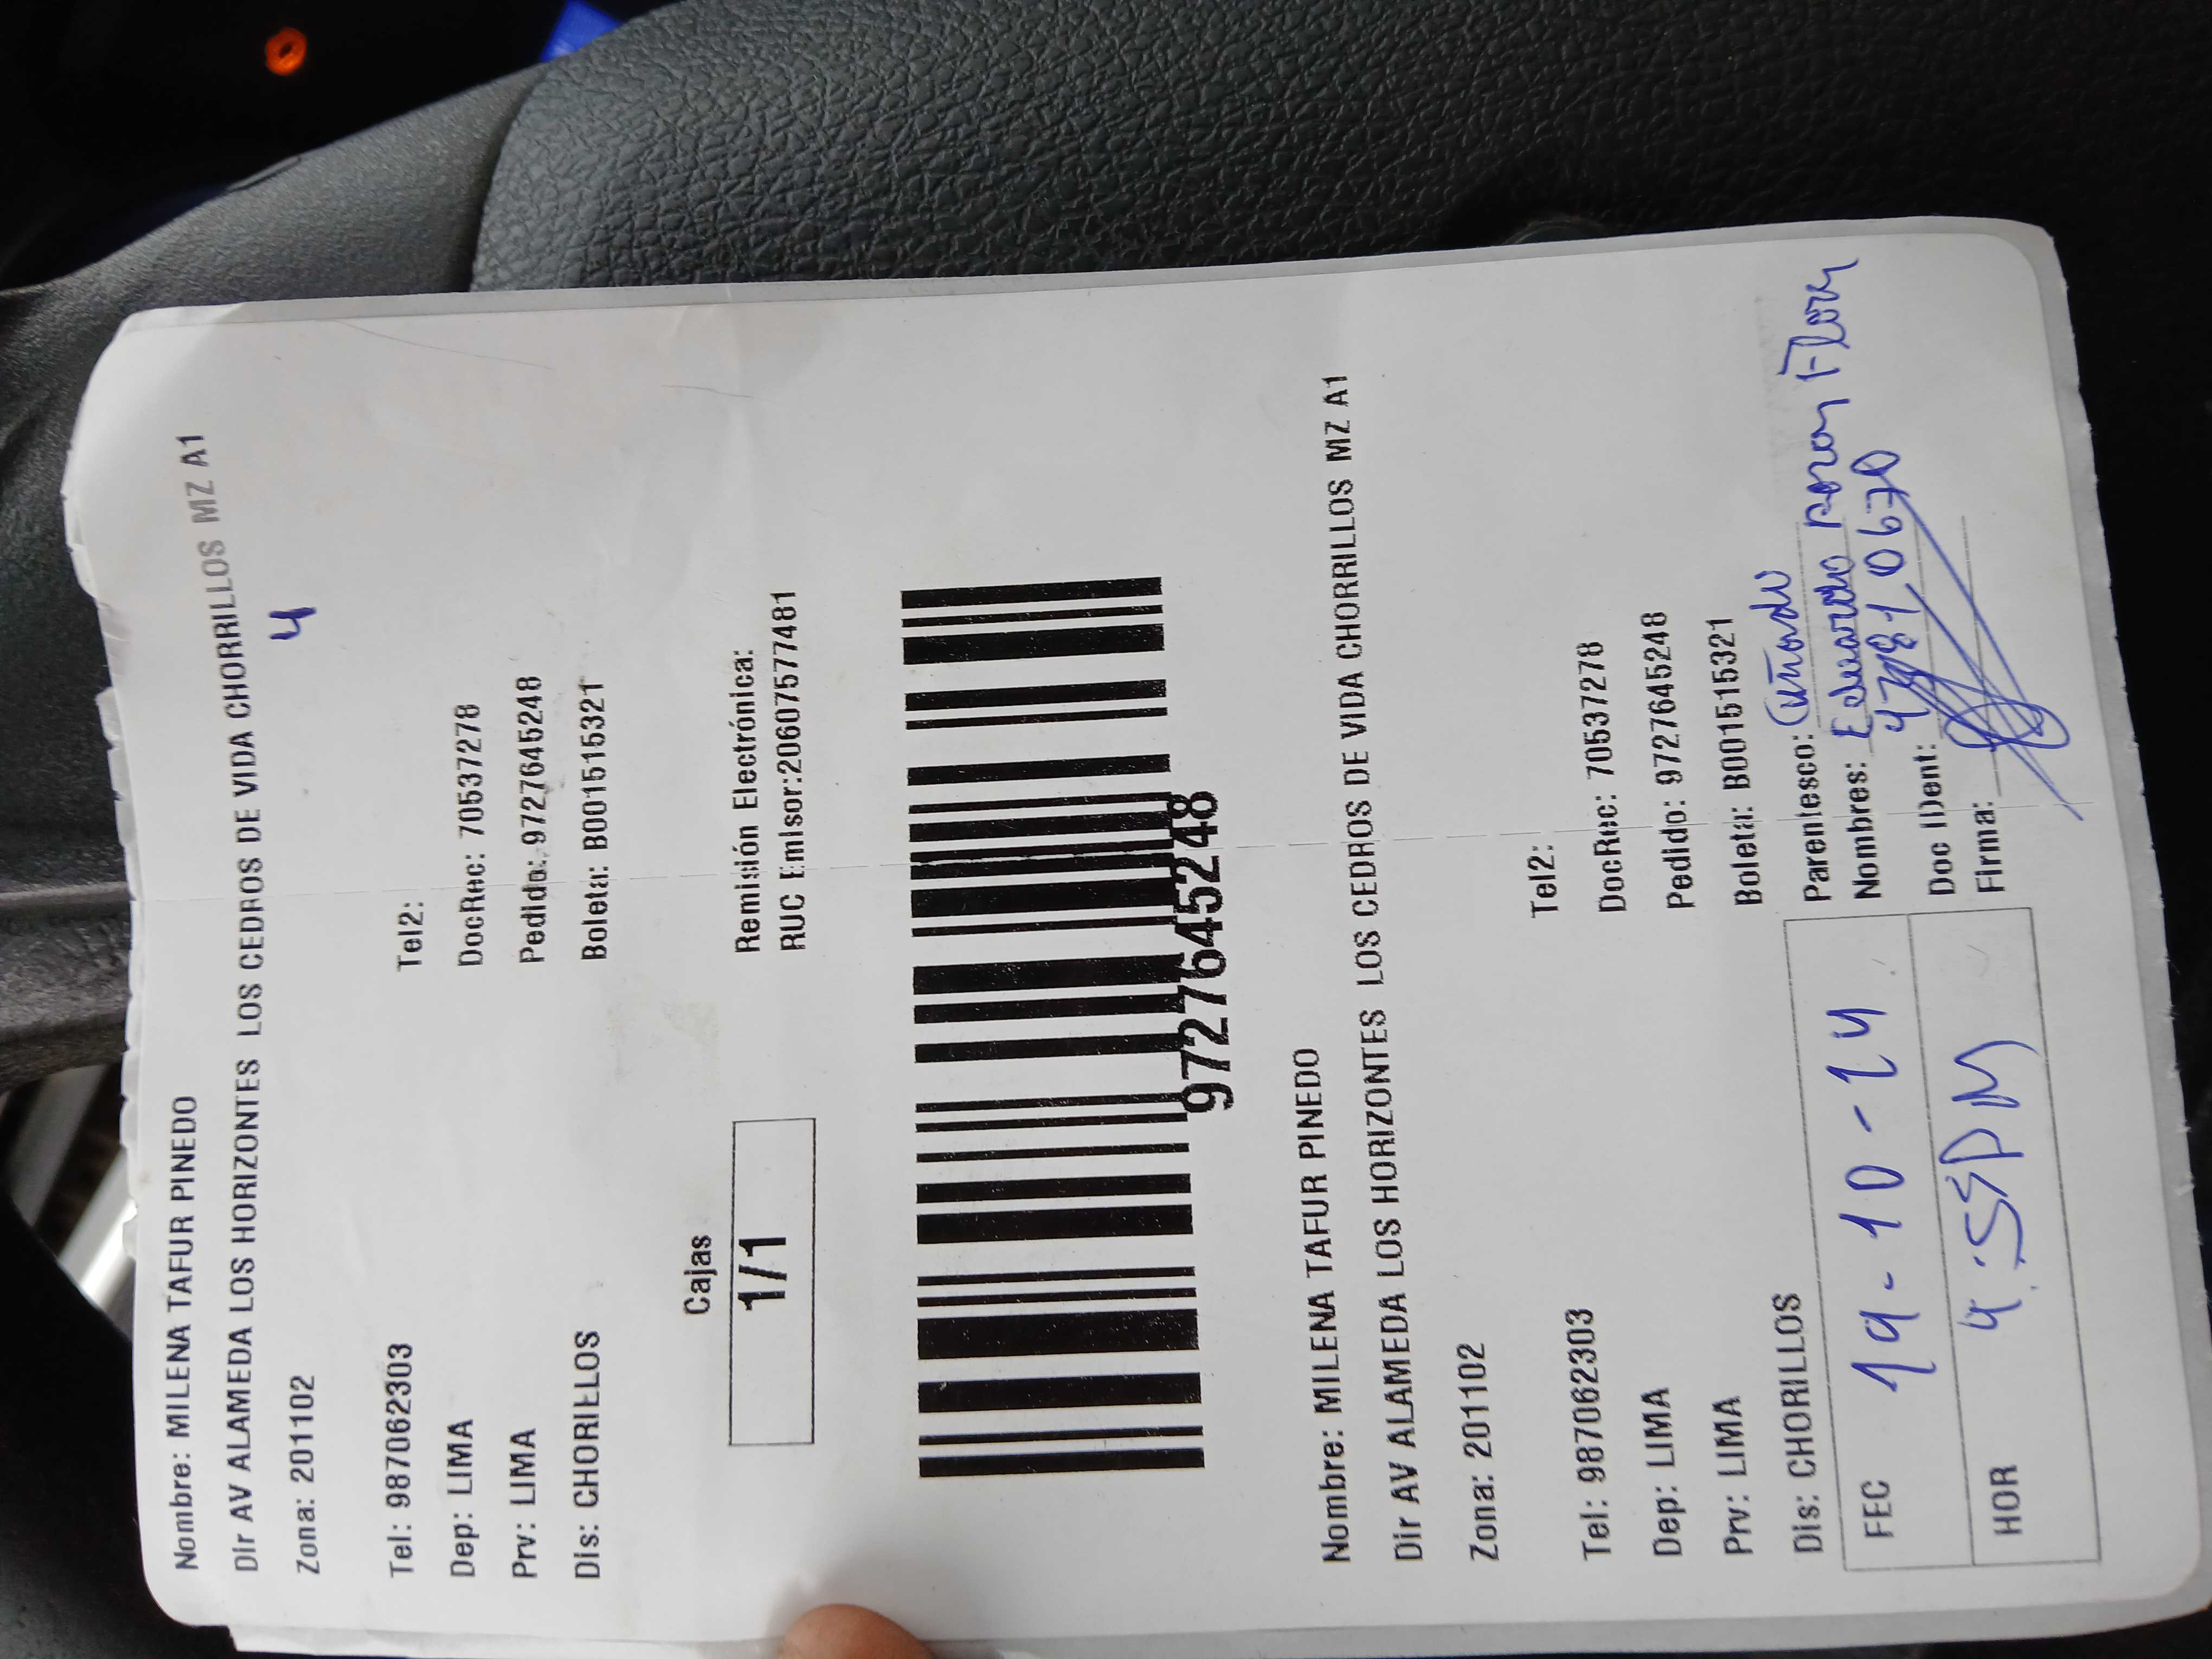 Nombre: MILENA TAFUR PINEDO
Dir AV ALAMEDA LOS HORIZONTES LOS CEDROS DE VIDA CHORRILLOS MZ A1
Zona: 201102
4
Tel: 987062303 Tel2:
Dep: LIMA DocRec: 70537278
Prv: LIMA Pedido: 9727645248
Dis: CHORILLOS Boleta: B001515321
Cajas
1/1
Remisión Electrónica:
RUC Emisor:20607577481
9727645248
Nombre: MILENA TAFUR PINEDO
Dir AV ALAMEDA LOS HORIZONTES LOS CEDROS DE VIDA CHORRILLOS MZ A1
Zona: 201102
Tel: 987062303 Tel2:
Dep: LIMA DocRec: 70537278
Prv: LIMA Pedido: 9727645248
Dis: CHORILLOS Boleta: B001515321
FEC 19-10-24
HOR 4:55PM
Parentesco: Cuñado
Nombres: Eduardo
Doc IDent:
Firma: